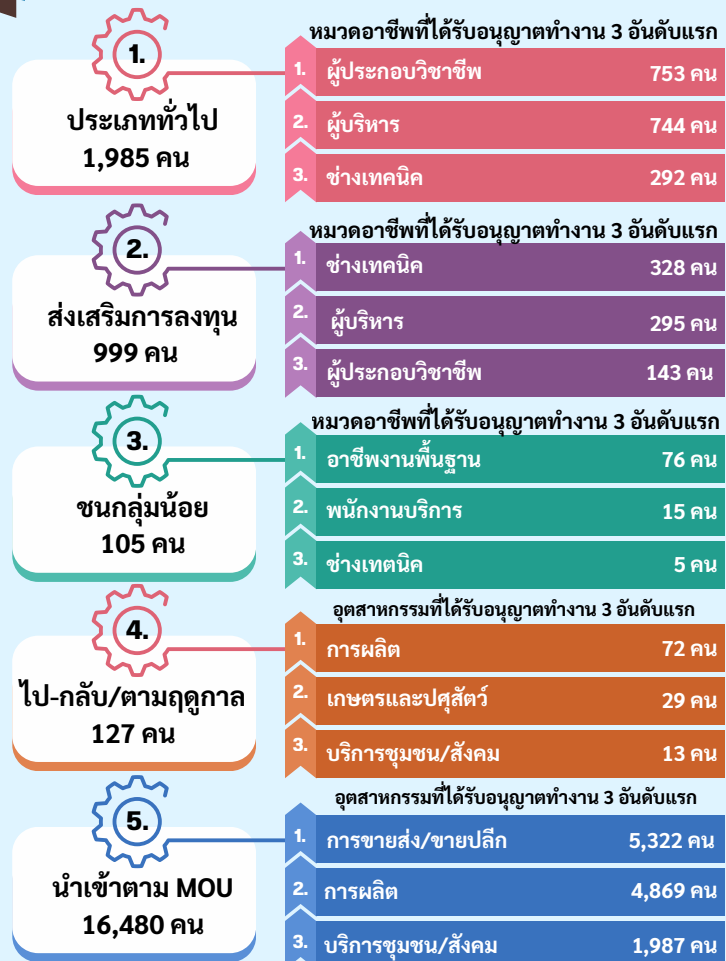 1.
ประเภททั่วไป
1,985 คน
หมวดอาชีพที่ได้รับอนุญาตทำงาน 3 อันดับแรก
1. ผู้ประกอบวิชาชีพ 753 คน
2. ผู้บริหาร 744 คน
3. ช่างเทคนิค 292 คน
2.
ส่งเสริมการลงทุน
999 คน
หมวดอาชีพที่ได้รับอนุญาตทำงาน 3 อันดับแรก
1. ช่างเทคนิค 328 คน
2. ผู้บริหาร 295 คน
3. ผู้ประกอบวิชาชีพ 143 คน
3.
ชนกลุ่มน้อย
105 คน
หมวดอาชีพที่ได้รับอนุญาตทำงาน 3 อันดับแรก
1. อาชีพงานพื้นฐาน 76 คน
2. พนักงานบริการ 15 คน
3. ช่างเทตนิค 5 คน
4.
ไป-กลับ/ตามฤดูกาล
127 คน
อุตสาหกรรมที่ได้รับอนุญาตทำงาน 3 อันดับแรก
1. การผลิต 72 คน
2. เกษตรและปศุสัตว์ 29 คน
3. บริการชุมชน/สังคม 13 คน
5.
นำเข้าตาม MOU
16,480 คน
อุตสาหกรรมที่ได้รับอนุญาตทำงาน 3 อันดับแรก
1. การขายส่ง/ขายปลีก 5,322 คน
2. การผลิต 4,869 คน
3. บริการชุมชน/สังคม 1,987 คน